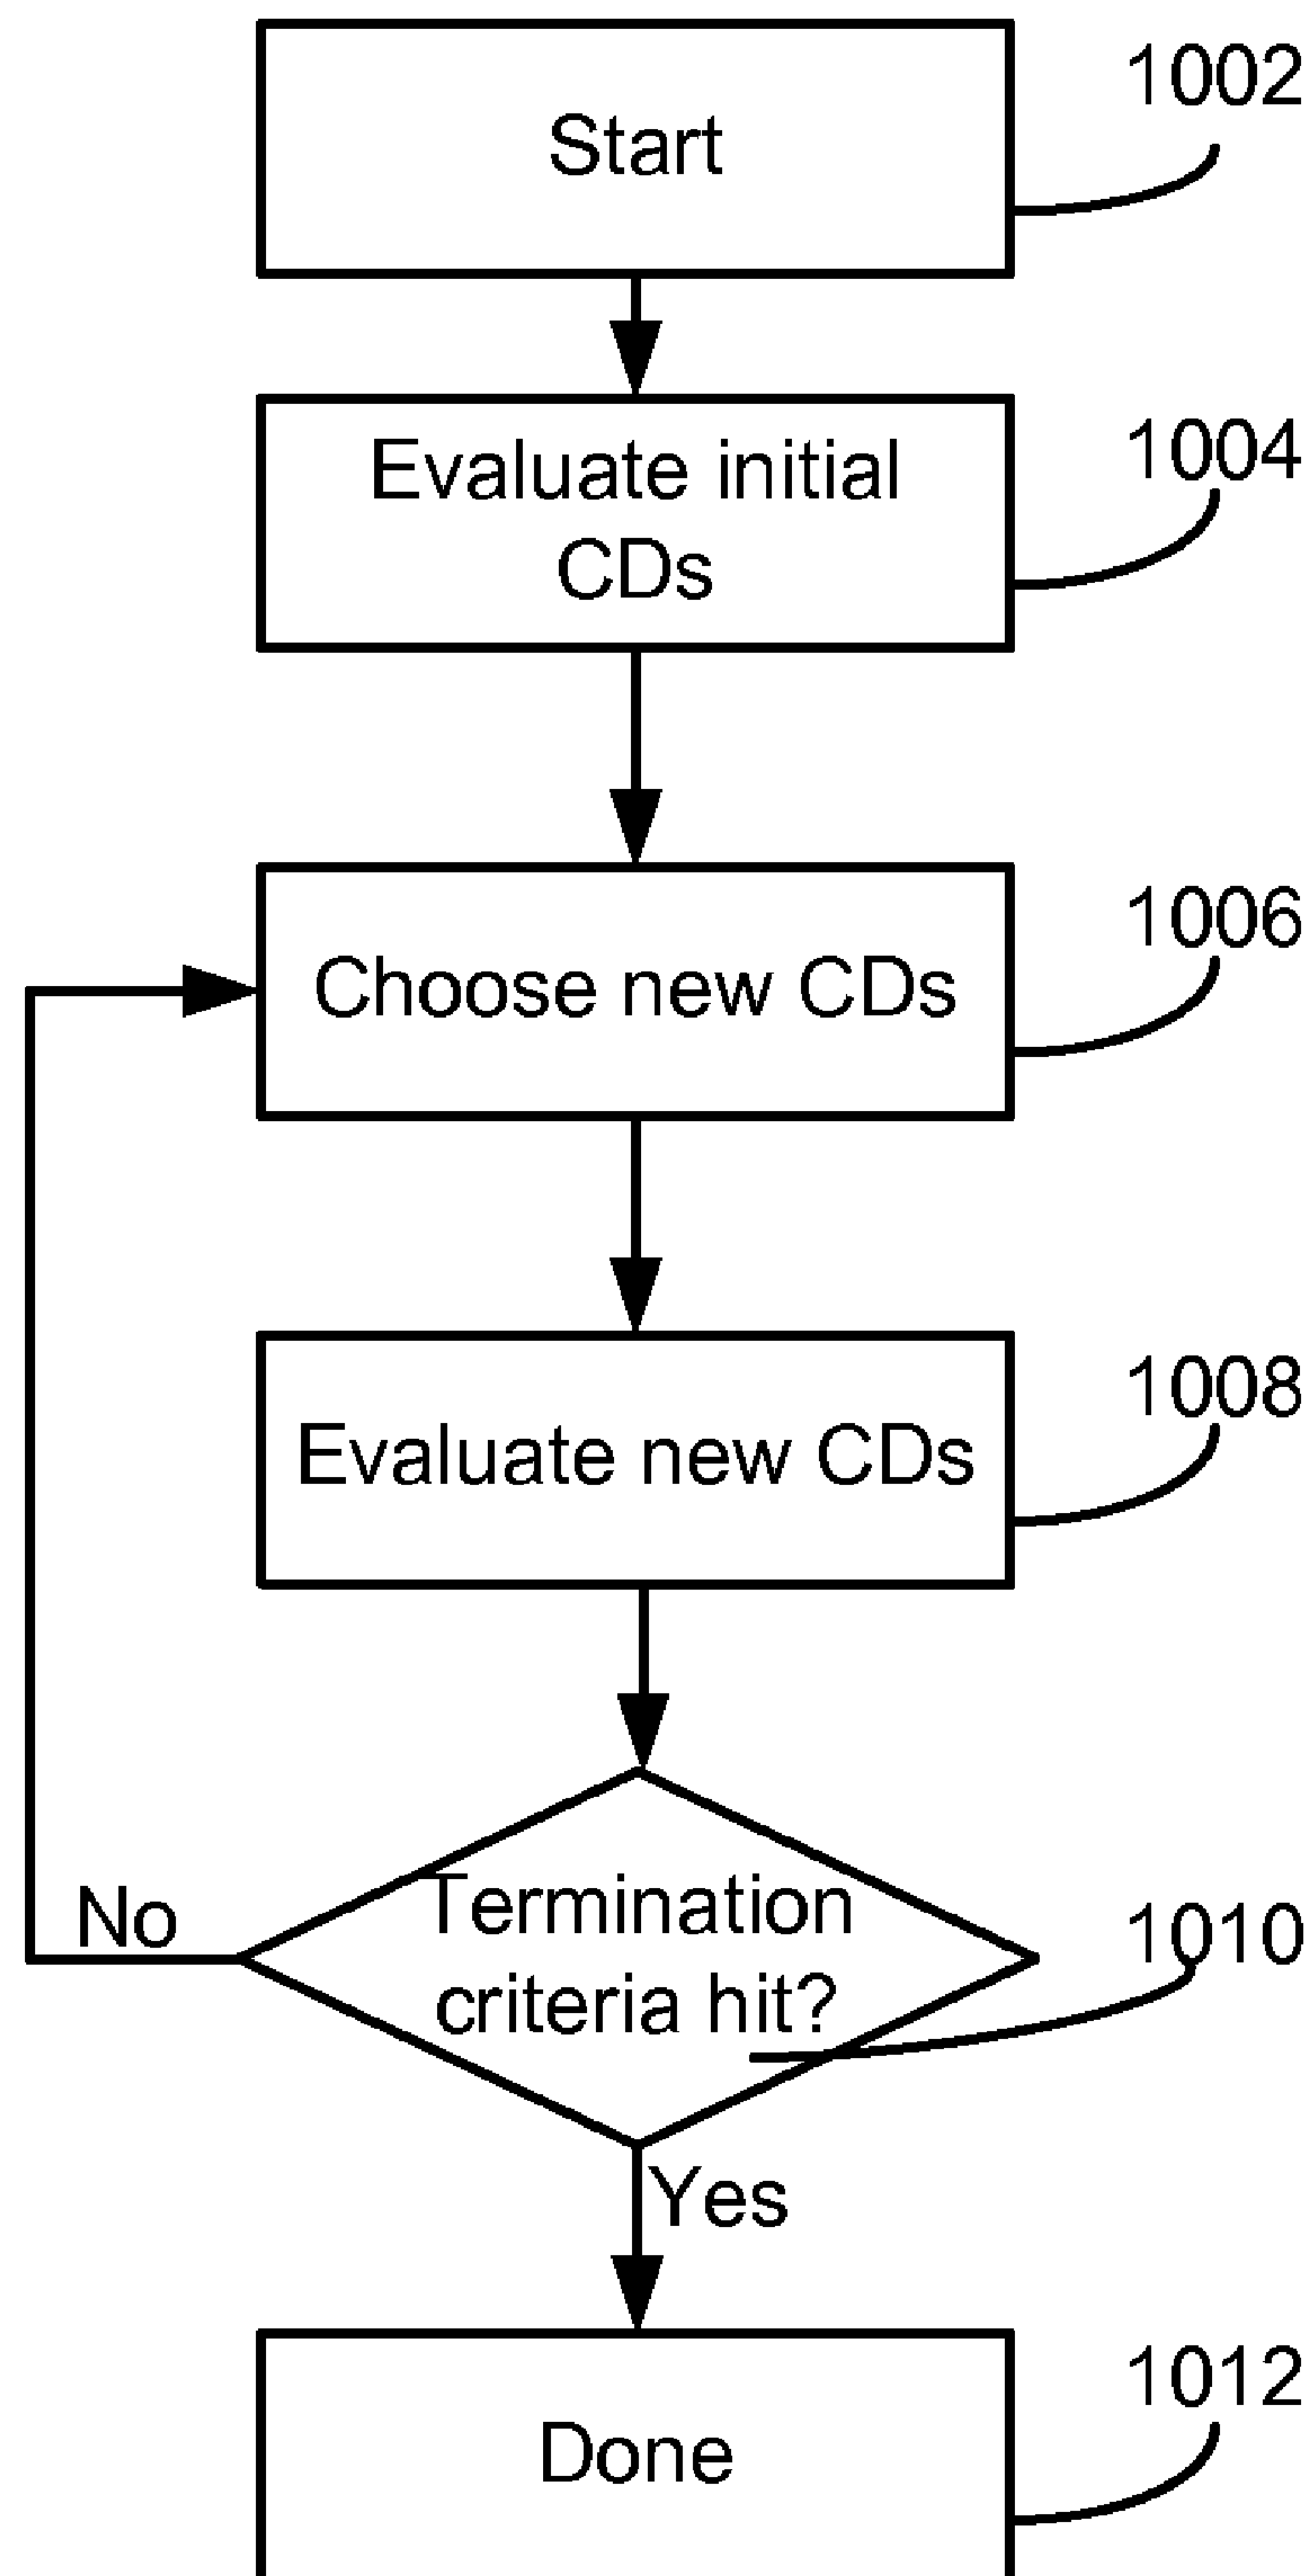 Start
1002
Evaluate initial
CDs
1004
Choose new CDs
1006
Evaluate new CDs
1008
Termination
criteria hit?
1010
No
Yes
Done
1012